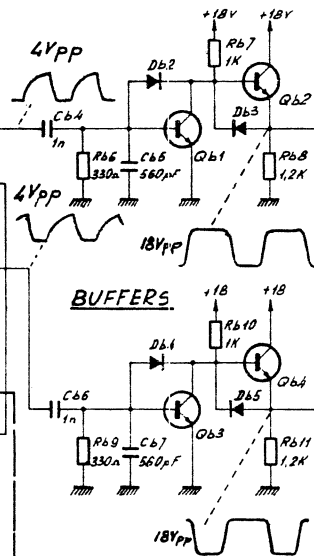 +18V +18V
4Vpp Db2 Rb7
1K Qb2
Cb4 Db3
1n
Qb1
Rb6 Cb5 Rb8
330Ω 560pF 1,2K
4Vpp
18Vpp
BUFFERS +18 +18
Rb10
1K
Db4 Qb4
Cb6 Db5
1n
Qb3
Rb9 Cb7 Rb11
330Ω 560pF 1,2K
18Vpp